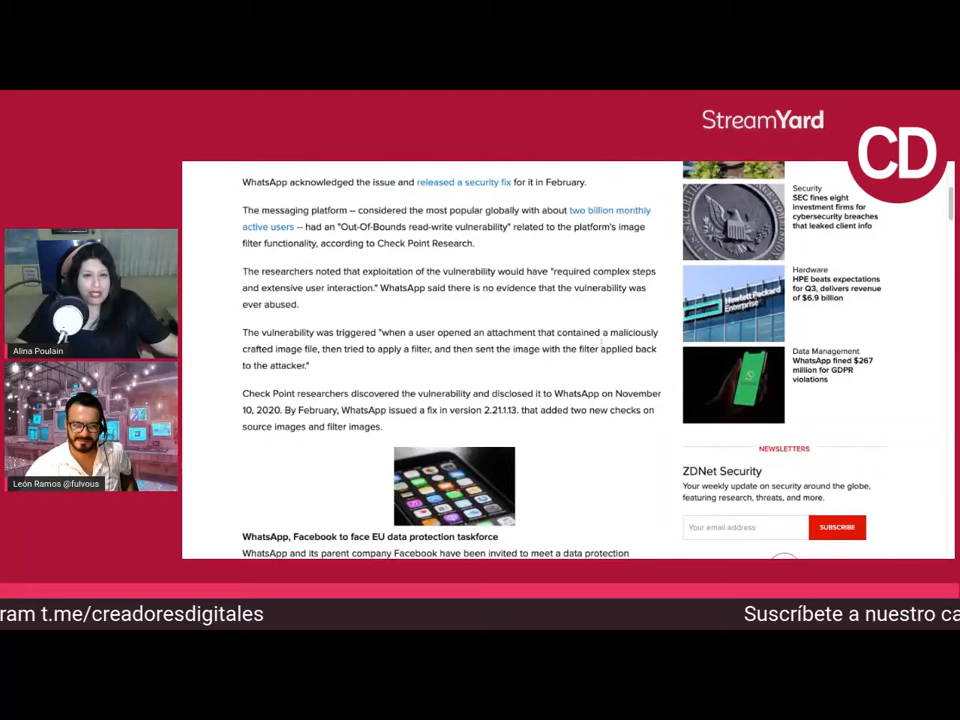 StreamYard
CD
WhatsApp acknowledged the issue and released a security fix for it in February.
The messaging platform -- considered the most popular globally with about two billion monthly
active users -- had an "Out-Of-Bounds read-write vulnerability" related to the platform's image
filter functionality, according to Check Point Research.
The researchers noted that exploitation of the vulnerability would have "required complex steps
and extensive user interaction." WhatsApp said there is no evidence that the vulnerability was
ever abused.
The vulnerability was triggered "when a user opened an attachment that contained a maliciously
crafted image file, then tried to apply a filter, and then sent the image with the filter applied back
to the attacker."
Check Point researchers discovered the vulnerability and disclosed it to WhatsApp on November
10, 2020. By February, WhatsApp issued a fix in version 2.21.1.13. that added two new checks on
source images and filter images.
WhatsApp, Facebook to face EU data protection taskforce
WhatsApp and its parent company Facebook have been invited to meet a data protection
Security
SEC fines eight
investment firms for
cybersecurity breaches
that leaked client info
Hardware
HPE beats expectations
for Q3, delivers revenue
of $6.9 billion
Hewlett Packard
Enterprise
Data Management
WhatsApp fined $267
million for GDPR
violations
NEWSLETTERS
ZDNet Security
Your weekly update on security around the globe,
featuring research, threats, and more.
Your email address
SUBSCRIBE
Alina Poulain
León Ramos @fulvous
ram t.me/creadoresdigitales
Suscríbete a nuestro ca